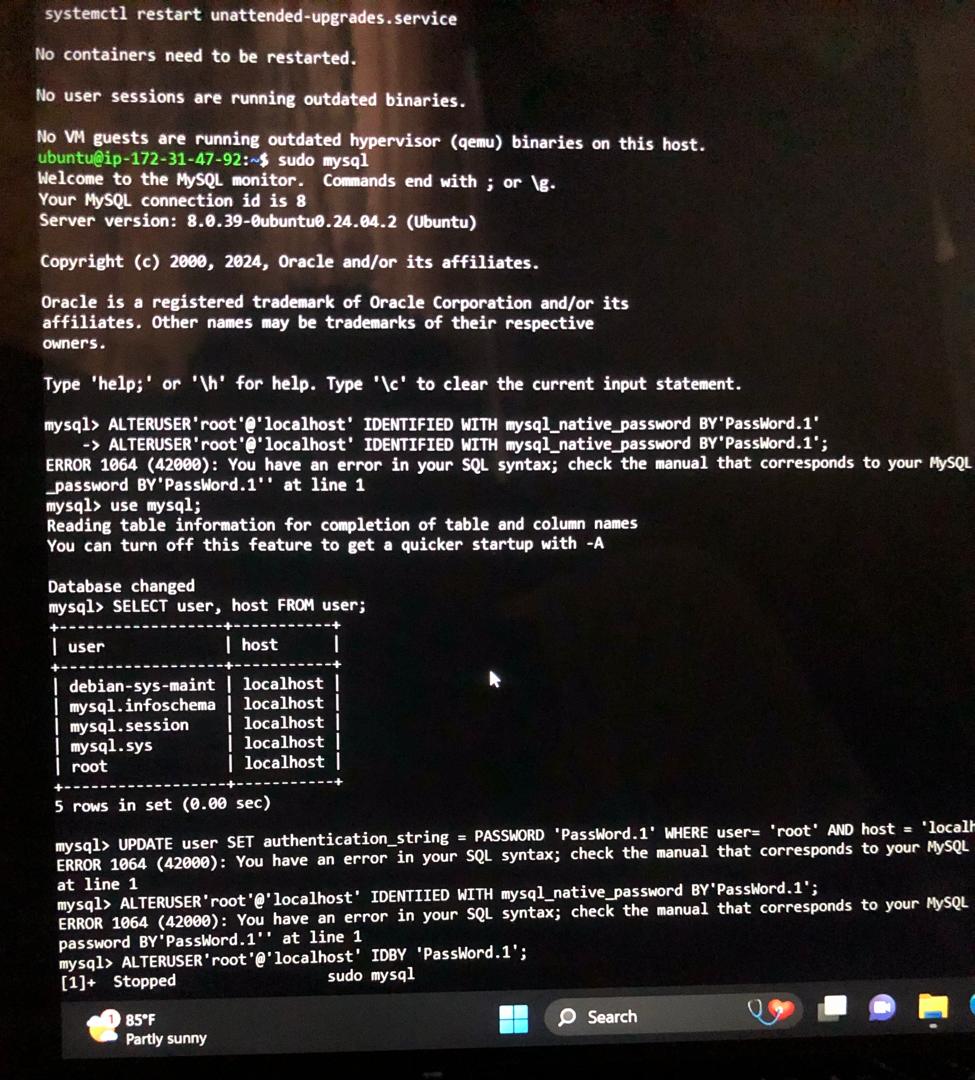 systemctl restart unattended-upgrades.service
No containers need to be restarted.
No user sessions are running outdated binaries.
No VM guests are running outdated hypervisor (qemu) binaries on this host.
ubuntu@ip-172-31-47-92:~$ sudo mysql
Welcome to the MySQL monitor.  Commands end with ; or \g.
Your MySQL connection id is 8
Server version: 8.0.39-0ubuntu0.24.04.2 (Ubuntu)
Copyright (c) 2000, 2024, Oracle and/or its affiliates.
Oracle is a registered trademark of Oracle Corporation and/or its
affiliates. Other names may be trademarks of their respective
owners.
Type 'help;' or '\h' for help. Type '\c' to clear the current input statement.
mysql> ALTERUSER'root'@'localhost' IDENTIFIED WITH mysql_native_password BY'PassWord.1'
    -> ALTERUSER'root'@'localhost' IDENTIFIED WITH mysql_native_password BY'PassWord.1';
ERROR 1064 (42000): You have an error in your SQL syntax; check the manual that corresponds to your MySQL
_password BY'PassWord.1'' at line 1
mysql> use mysql;
Reading table information for completion of table and column names
You can turn off this feature to get a quicker startup with -A
Database changed
mysql> SELECT user, host FROM user;
+------------------+-----------+
| user             | host      |
+------------------+-----------+
| debian-sys-maint | localhost |
| mysql.infoschema | localhost |
| mysql.session    | localhost |
| mysql.sys        | localhost |
| root             | localhost |
+------------------+-----------+
5 rows in set (0.00 sec)
mysql> UPDATE user SET authentication_string = PASSWORD 'PassWord.1' WHERE user= 'root' AND host = 'localh
ERROR 1064 (42000): You have an error in your SQL syntax; check the manual that corresponds to your MySQL
at line 1
mysql> ALTERUSER'root'@'localhost' IDENTIIED WITH mysql_native_password BY'PassWord.1';
ERROR 1064 (42000): You have an error in your SQL syntax; check the manual that corresponds to your MySQL
password BY'PassWord.1'' at line 1
mysql> ALTERUSER'root'@'localhost' IDBY 'PassWord.1';
[1]+  Stopped                 sudo mysql
1
85°F
Partly sunny
Search